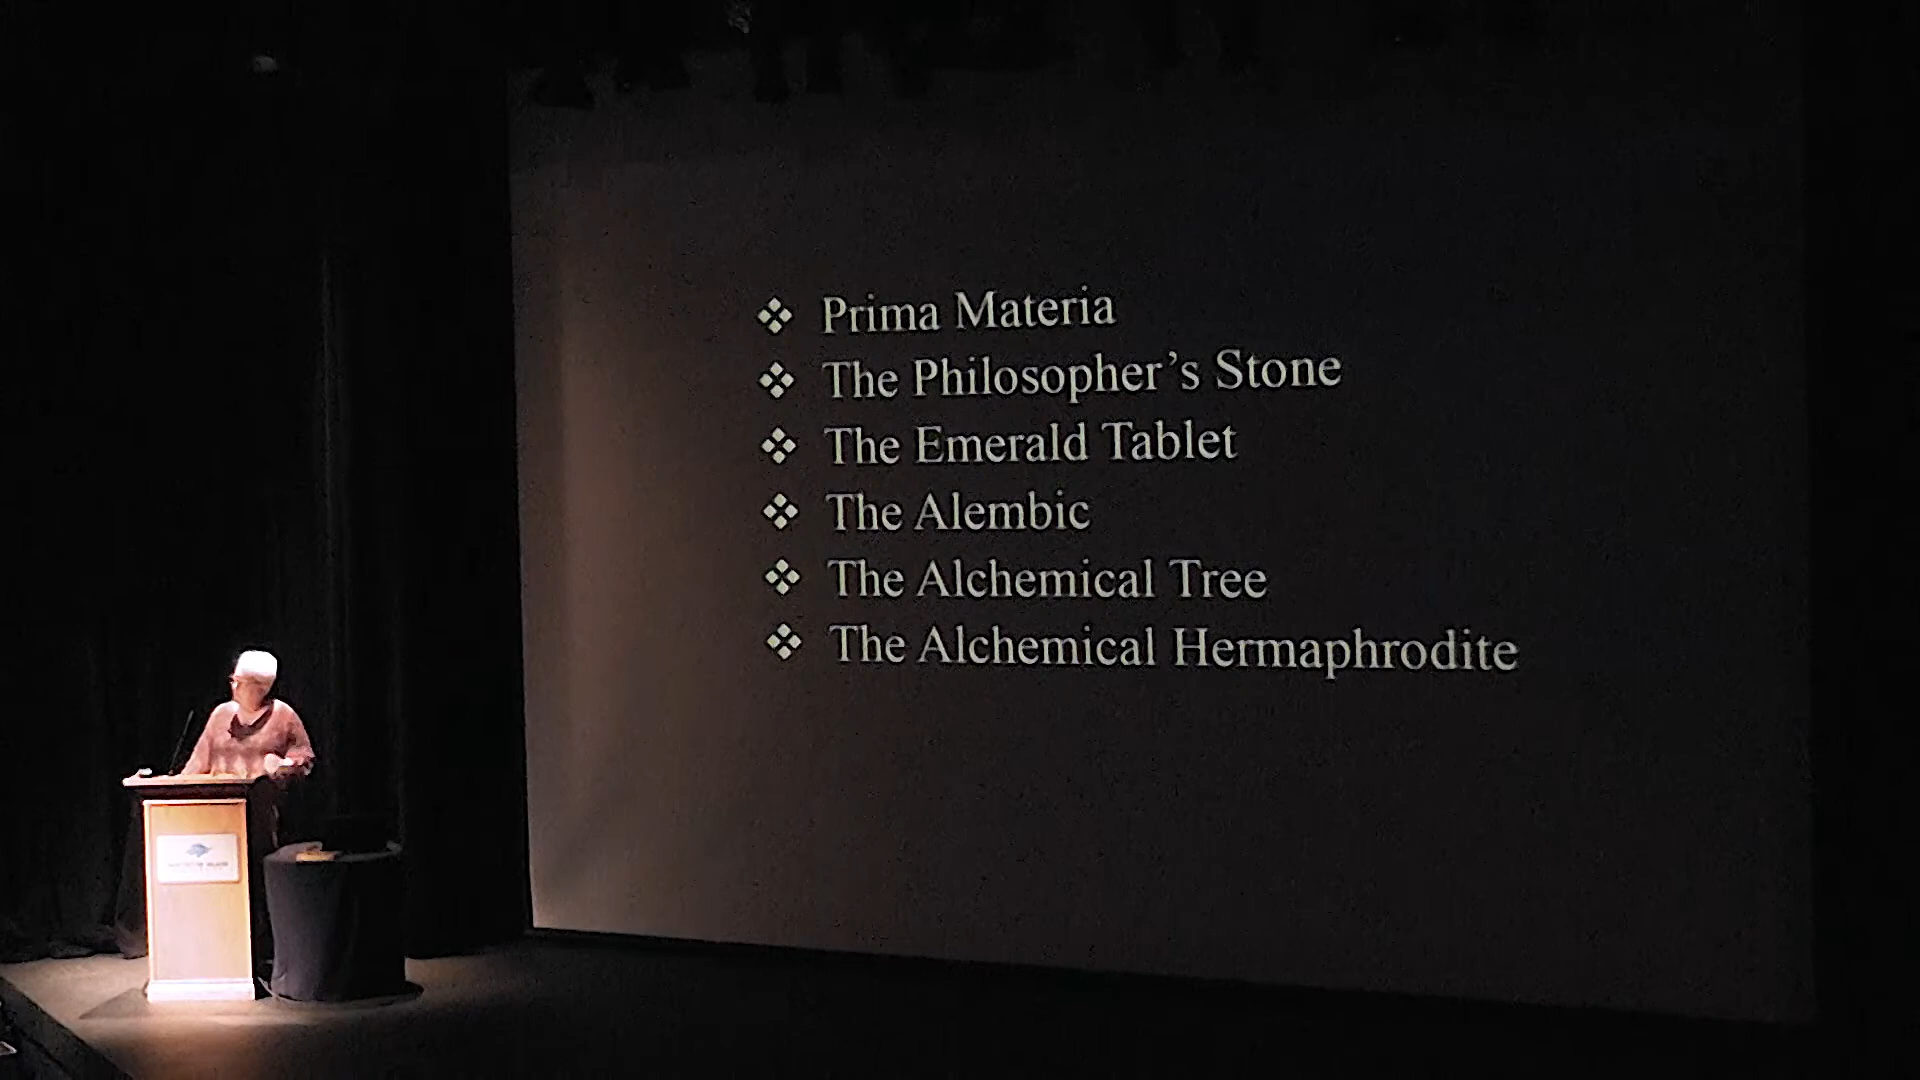 ❖ Prima Materia
❖ The Philosopher’s Stone
❖ The Emerald Tablet
❖ The Alembic
❖ The Alchemical Tree
❖ The Alchemical Hermaphrodite